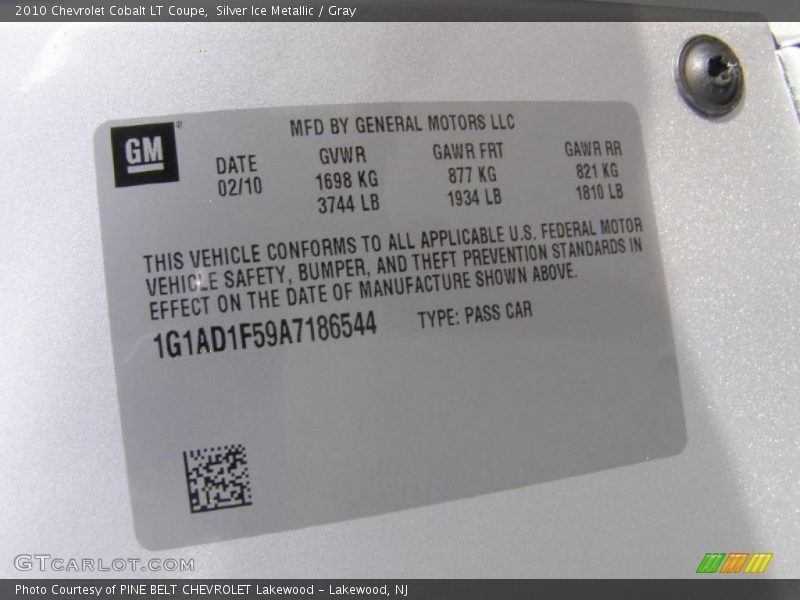 2010 Chevrolet Cobalt LT Coupe,  Silver Ice Metallic / Gray
GM
MFD BY GENERAL MOTORS LLC
DATE GVWR GAWR FRT GAWR RR
02/10 1698 KG 877 KG 821 KG
3744 LB 1934 LB 1810 LB
THIS VEHICLE CONFORMS TO ALL APPLICABLE U.S. FEDERAL MOTOR
VEHICLE SAFETY, BUMPER, AND THEFT PREVENTION STANDARDS IN
EFFECT ON THE DATE OF MANUFACTURE SHOWN ABOVE.
1G1AD1F59A7186544 TYPE: PASS CAR
GTCARLOT.COM
Photo Courtesy of PINE BELT CHEVROLET Lakewood - Lakewood, NJ